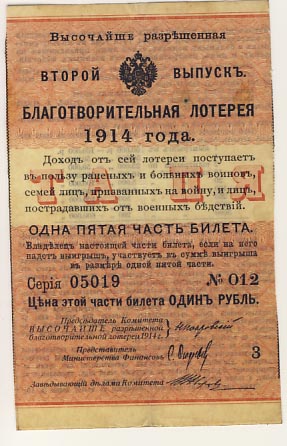 Высочайше разрѣшенная
ВТОРОЙ ВЫПУСКЪ.
БЛАГОТВОРИТЕЛЬНАЯ ЛОТЕРЕЯ
1914 года.
Доходъ отъ сей лотереи поступаетъ
въ пользу раненыхъ и больныхъ воиновъ,
семей лицъ, призванныхъ на войну, и лицъ,
пострадавшихъ отъ военныхъ бѣдствій.
ОДНА ПЯТАЯ ЧАСТЬ БИЛЕТА.
Владѣлецъ настоящей части билета, если на него
падетъ выигрышъ, участвуетъ въ суммѣ выигрыша
въ размѣрѣ одной пятой части.
Серія 05019 № 012
Цѣна этой части билета ОДИНЪ РУБЛЬ.
Предсѣдатель Комитета
ВЫСОЧАЙШЕ разрѣшенной
благотворительной лотереи 1914 г.
Представитель
Министерства Финансовъ
3
Завѣдывающій дѣлами Комитета